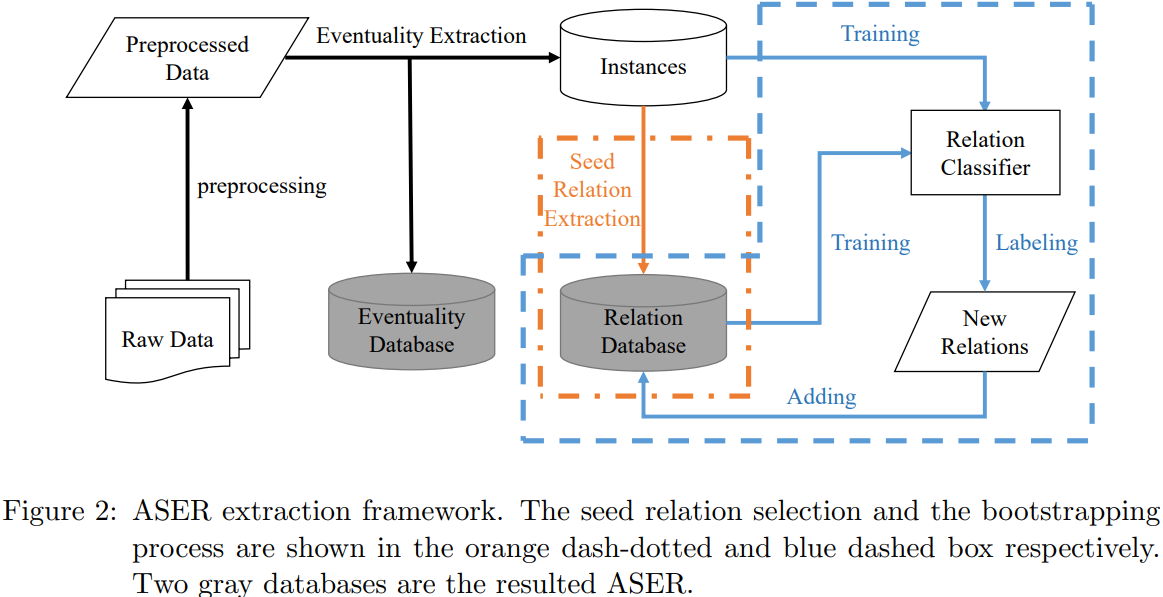 Preprocessed
Data
Eventuality Extraction
Instances
Training
preprocessing
Seed
Relation
Extraction
Relation
Classifier
Training
Labeling
Raw Data
Eventuality
Database
Relation
Database
New
Relations
Adding
Figure 2: ASER extraction framework. The seed relation selection and the bootstrapping
process are shown in the orange dash-dotted and blue dashed box respectively.
Two gray databases are the resulted ASER.